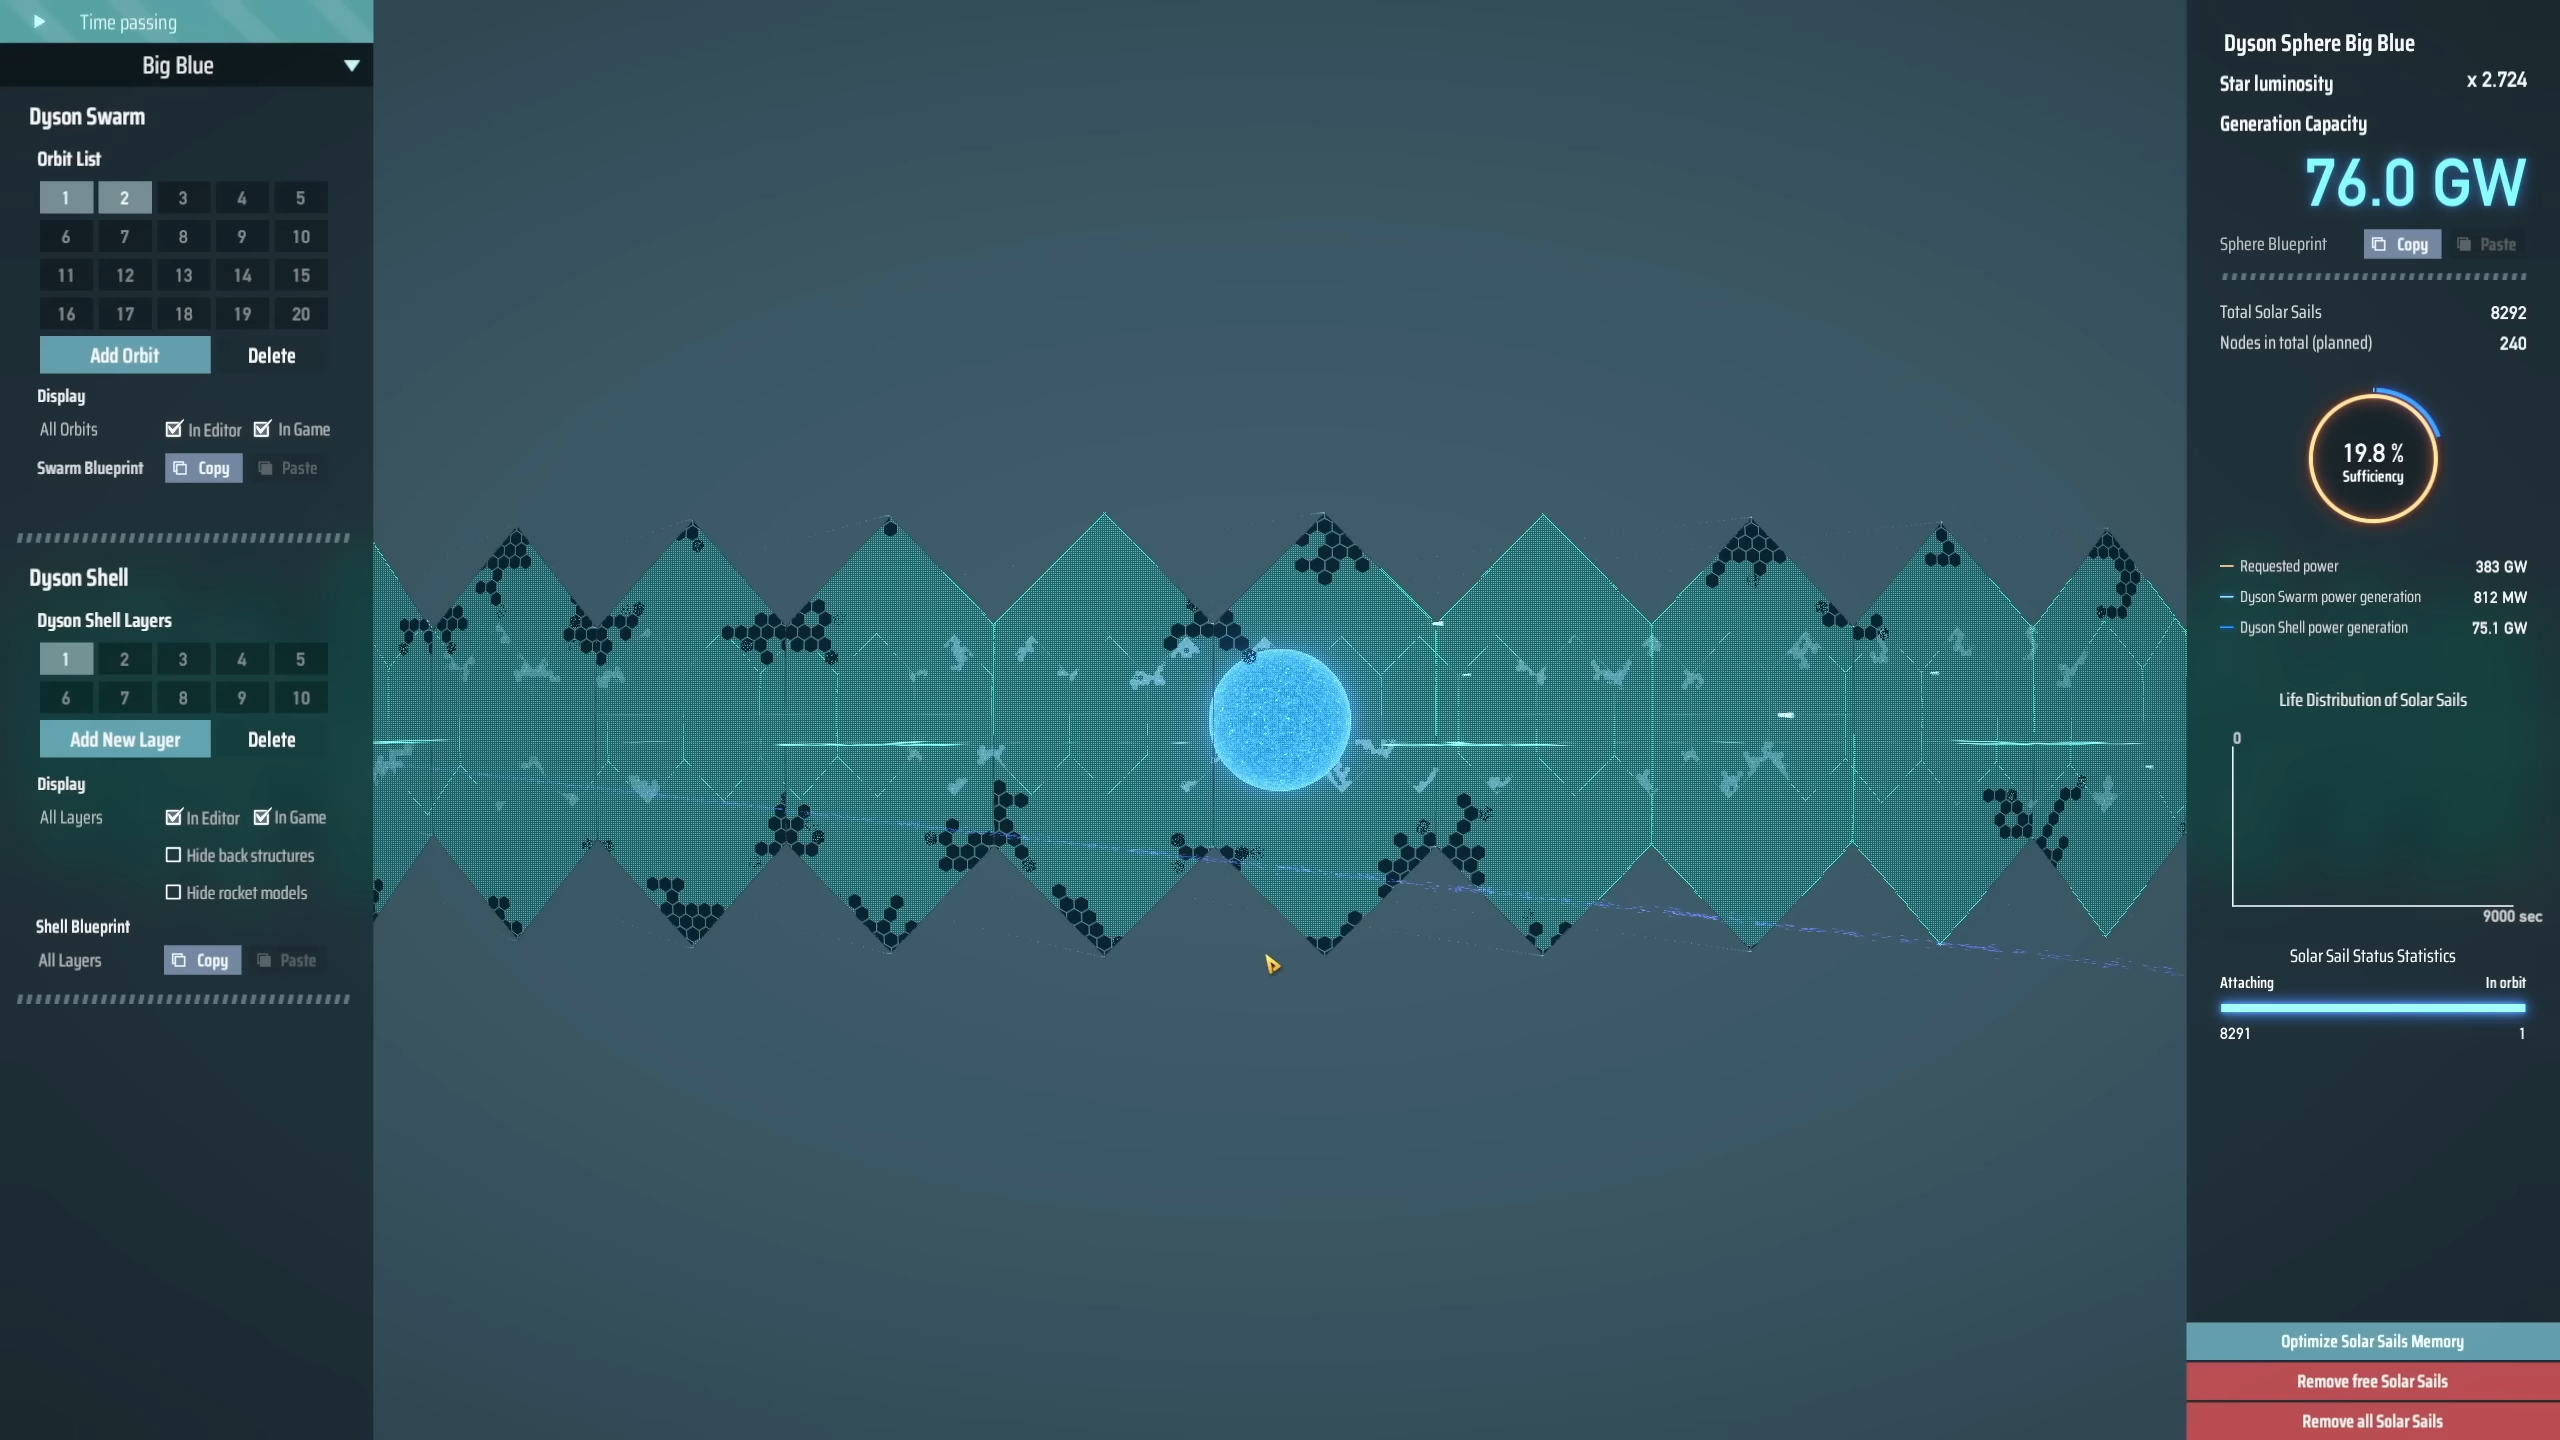 Time passing
Big Blue
Dyson Swarm
Orbit List
1 2 3 4 5
6 7 8 9 10
11 12 13 14 15
16 17 18 19 20
Add Orbit Delete
Display
All Orbits In Editor In Game
Swarm Blueprint Copy Paste
Dyson Shell
Dyson Shell Layers
1 2 3 4 5
6 7 8 9 10
Add New Layer Delete
Display
All Layers In Editor In Game
Hide back structures
Hide rocket models
Shell Blueprint
All Layers Copy Paste
Dyson Sphere Big Blue
Star luminosity x 2.724
Generation Capacity
76.0 GW
Sphere Blueprint Copy Paste
Total Solar Sails 8292
Nodes in total (planned) 240
19.8 %
Sufficiency
Requested power 383 GW
Dyson Swarm power generation 812 MW
Dyson Shell power generation 75.1 GW
Life Distribution of Solar Sails
0
9000 sec
Solar Sail Status Statistics
Attaching In orbit
8291 1
Optimize Solar Sails Memory
Remove free Solar Sails
Remove all Solar Sails